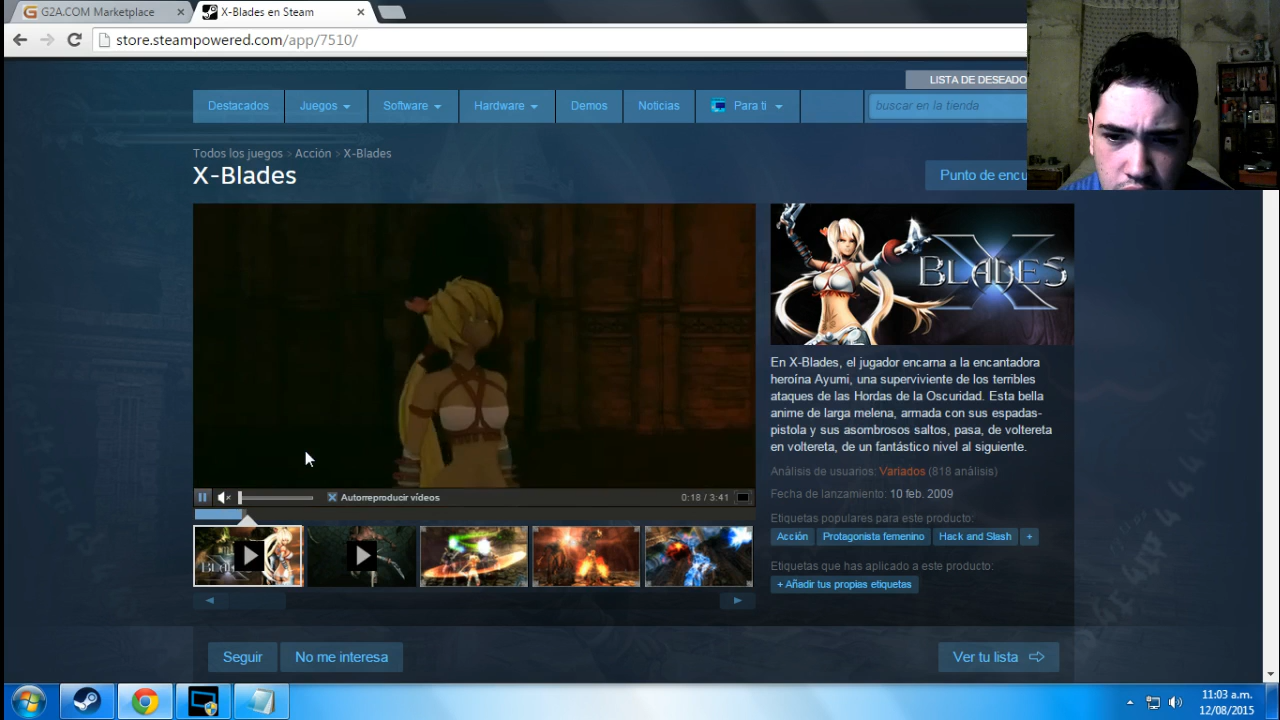 G2A.COM Marketplace
X-Blades en Steam
store.steampowered.com/app/7510/
LISTA DE DESEADO
Destacados
Juegos
Software
Hardware
Demos
Noticias
Para ti
buscar en la tienda
Todos los juegos > Acción > X-Blades
X-Blades
Punto de encu
X BLADES
En X-Blades, el jugador encarna a la encantadora
heroína Ayumi, una superviviente de los terribles
ataques de las Hordas de la Oscuridad. Esta bella
anime de larga melena, armada con sus espadas-
pistola y sus asombrosos saltos, pasa, de voltereta
en voltereta, de un fantástico nivel al siguiente.
Análisis de usuarios: Variados (818 análisis)
Fecha de lanzamiento: 10 feb. 2009
Etiquetas populares para este producto:
Acción
Protagonista femenino
Hack and Slash
+
Etiquetas que has aplicado a este producto:
+ Añadir tus propias etiquetas
Autorreproducir vídeos
0:18 / 3:41
Seguir
No me interesa
Ver tu lista
11:03 a.m.
12/08/2015